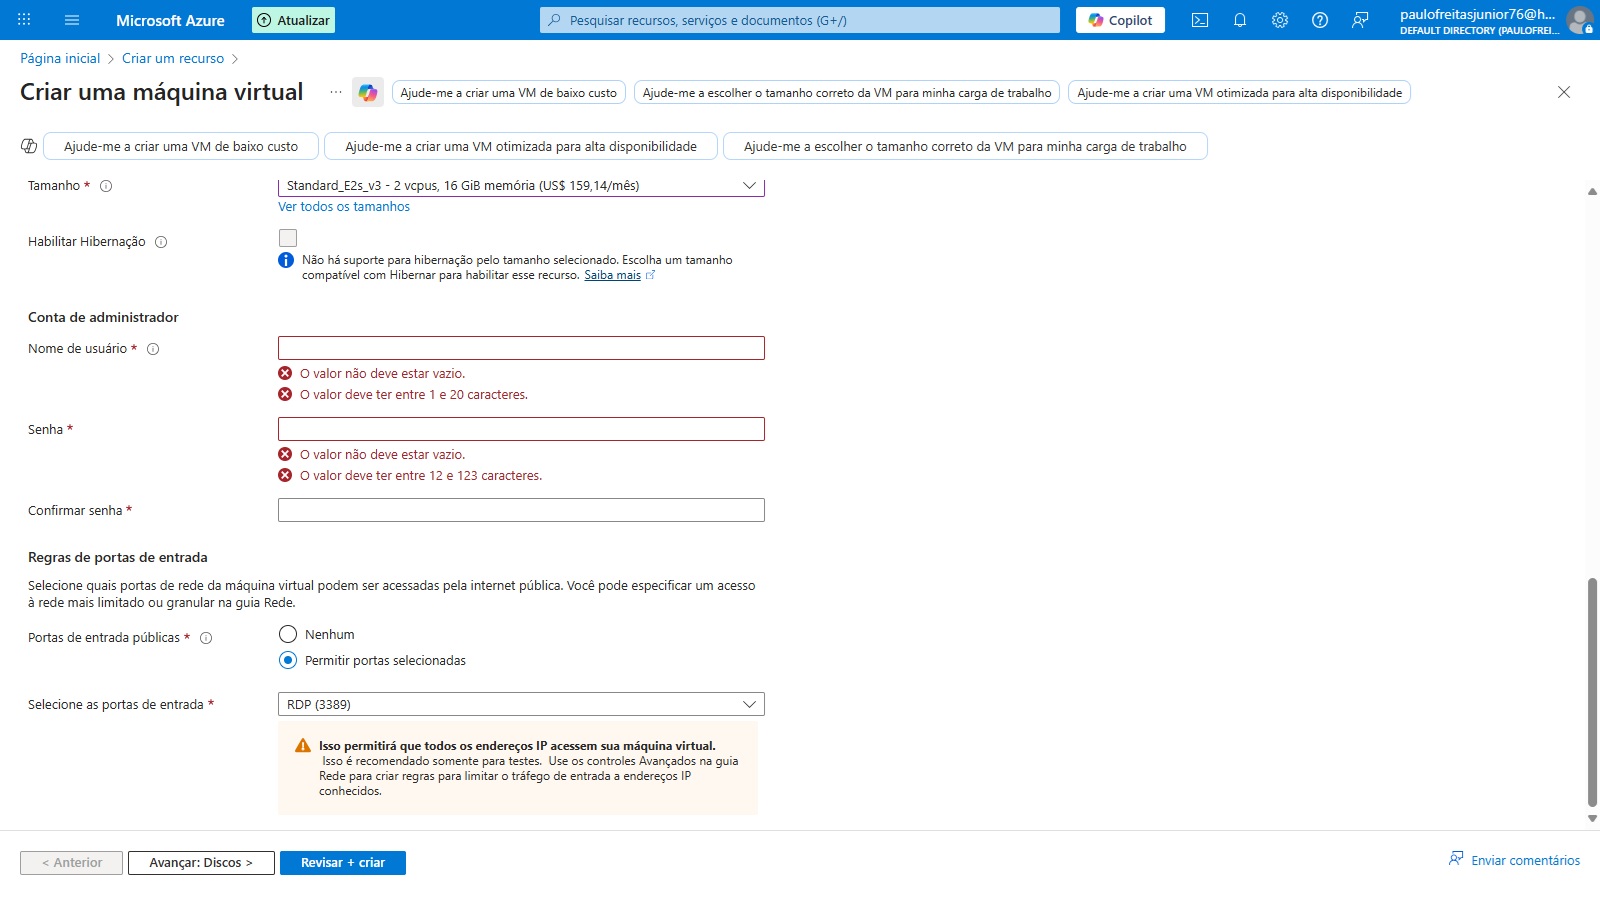 Microsoft Azure
Atualizar
Pesquisar recursos, serviços e documentos (G+/)
Copilot
paulofreitasjunior76@h...
DEFAULT DIRECTORY (PAULOFREI...
Página inicial > Criar um recurso >
Criar uma máquina virtual
...
Ajude-me a criar uma VM de baixo custo
Ajude-me a escolher o tamanho correto da VM para minha carga de trabalho
Ajude-me a criar uma VM otimizada para alta disponibilidade
Ajude-me a criar uma VM de baixo custo
Ajude-me a criar uma VM otimizada para alta disponibilidade
Ajude-me a escolher o tamanho correto da VM para minha carga de trabalho
Tamanho *
Standard_E2s_v3 - 2 vcpus, 16 GiB memória (US$ 159,14/mês)
Ver todos os tamanhos
Habilitar Hibernação
Não há suporte para hibernação pelo tamanho selecionado. Escolha um tamanho
compatível com Hibernar para habilitar esse recurso. Saiba mais
Conta de administrador
Nome de usuário *
O valor não deve estar vazio.
O valor deve ter entre 1 e 20 caracteres.
Senha *
O valor não deve estar vazio.
O valor deve ter entre 12 e 123 caracteres.
Confirmar senha *
Regras de portas de entrada
Selecione quais portas de rede da máquina virtual podem ser acessadas pela internet pública. Você pode especificar um acesso
à rede mais limitado ou granular na guia Rede.
Portas de entrada públicas *
Nenhum
Permitir portas selecionadas
Selecione as portas de entrada *
RDP (3389)
Isso permitirá que todos os endereços IP acessem sua máquina virtual.
Isso é recomendado somente para testes. Use os controles Avançados na guia
Rede para criar regras para limitar o tráfego de entrada a endereços IP
conhecidos.
< Anterior
Avançar: Discos >
Revisar + criar
Enviar comentários